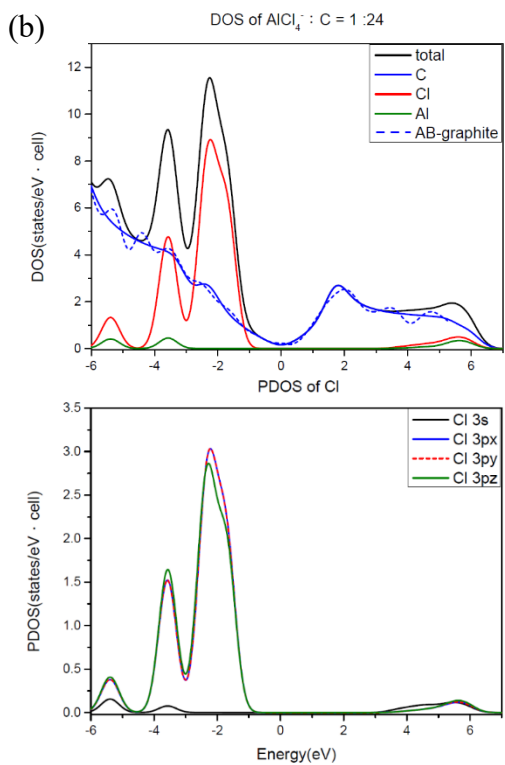 (b)
DOS of AlCl4- : C = 1 :24
total
C
Cl
Al
AB-graphite
DOS(states/eV · cell)
12
10
8
6
4
2
0
-6 -4 -2 0 2 4 6
PDOS of Cl
Cl 3s
Cl 3px
Cl 3py
Cl 3pz
PDOS(states/eV · cell)
3.5
3.0
2.5
2.0
1.5
1.0
0.5
0.0
-6 -4 -2 0 2 4 6
Energy(eV)